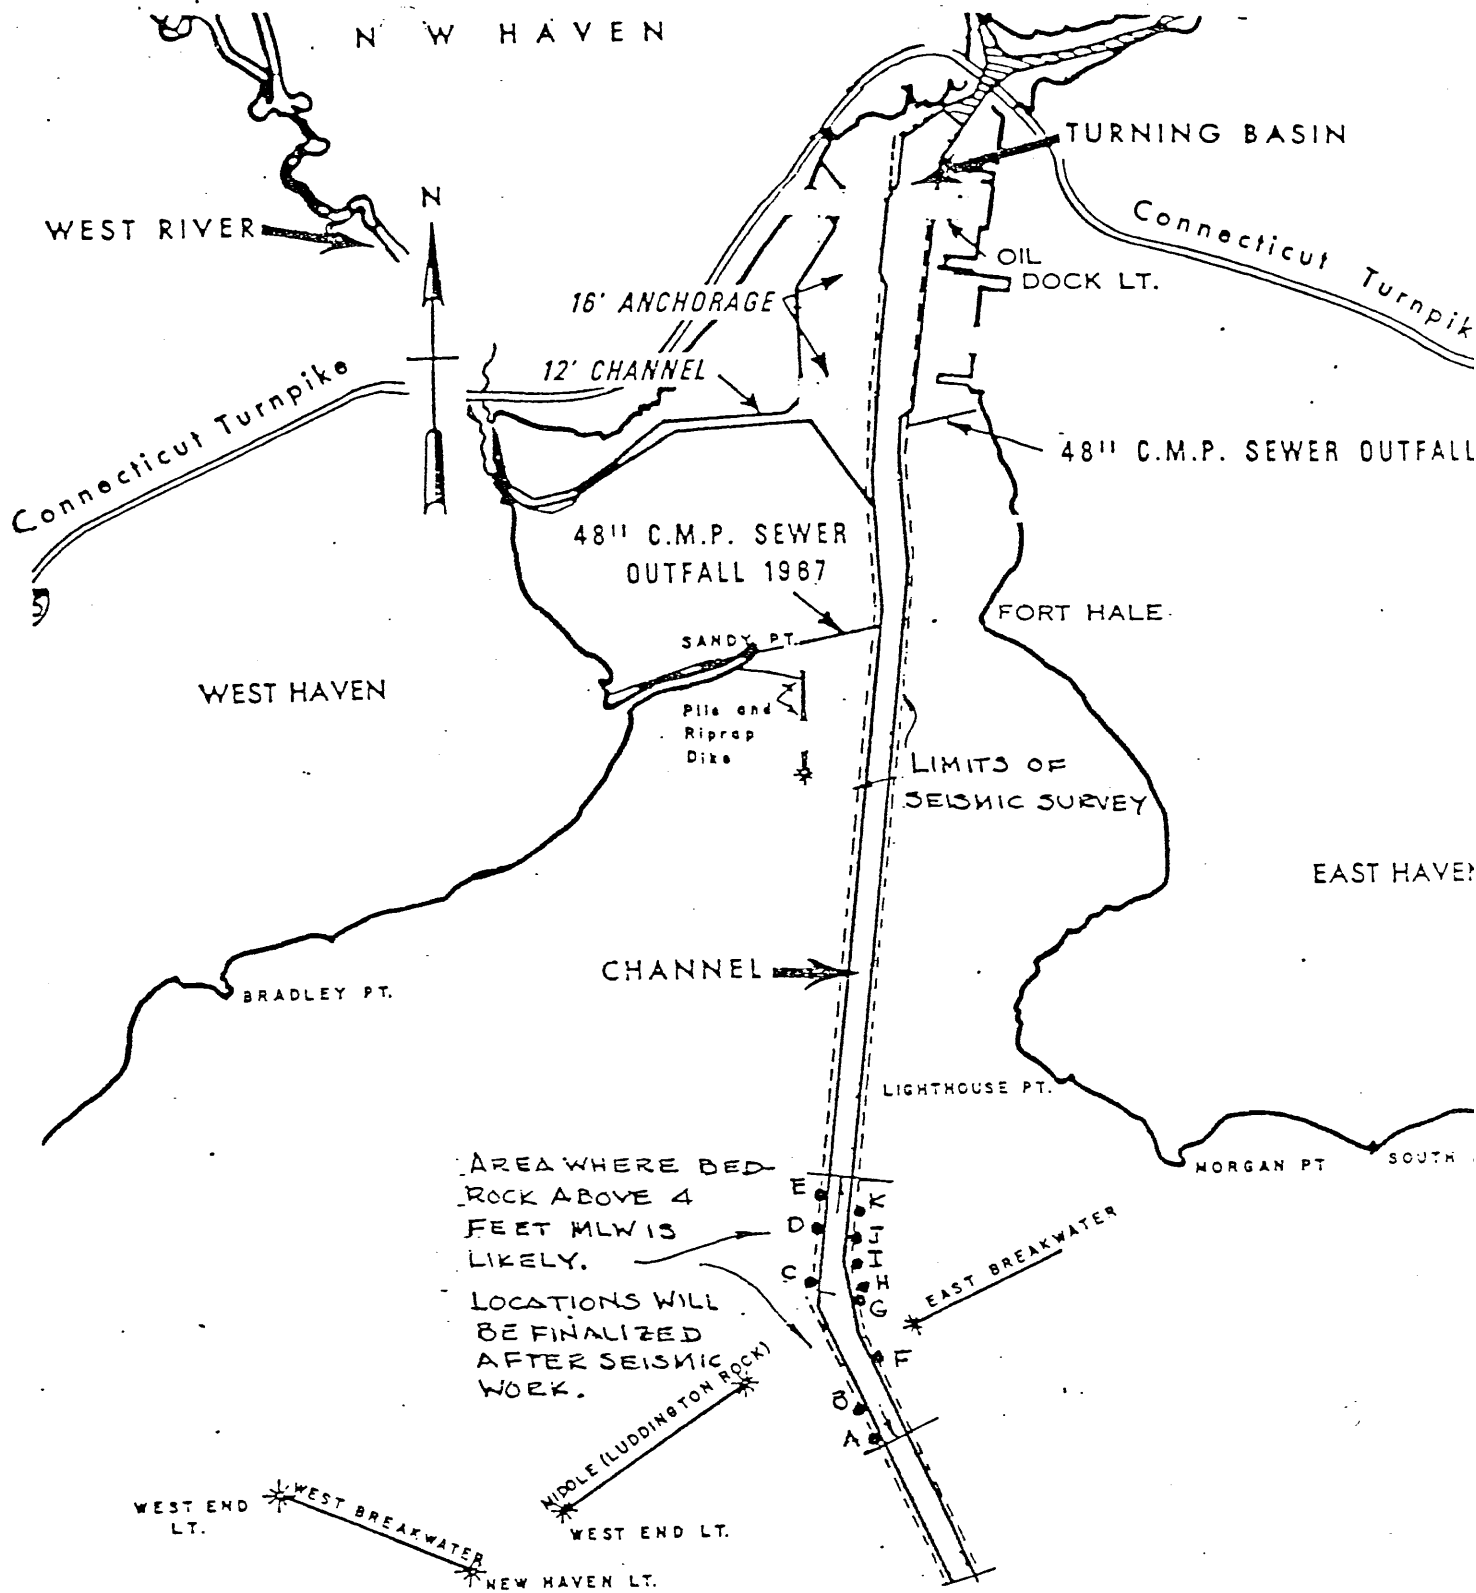 N W HAVEN
TURNING BASIN
WEST RIVER
N
Connecticut Turnpik
OIL
DOCK LT.
16' ANCHORAGE
12' CHANNEL
Connecticut Turnpike
48" C.M.P. SEWER OUTFALL
48" C.M.P. SEWER
OUTFALL 1967
FORT HALE
SANDY PT.
WEST HAVEN
Pile and
Riprap
Dike
LIMITS OF
SEISMIC SURVEY
EAST HAVEN
CHANNEL
BRADLEY PT.
LIGHTHOUSE PT.
MORGAN PT
SOUTH
AREA WHERE BED-
ROCK ABOVE 4
FEET MLW IS
LIKELY.
LOCATIONS WILL
BE FINALIZED
AFTER SEISMIC
WORK.
E
K
D
J
I
C
H
G
EAST BREAKWATER
F
B
A
MIDDLE (LUDDINGTON ROCK)
WEST END
LT.
WEST BREAKWATER
WEST END LT.
NEW HAVEN LT.